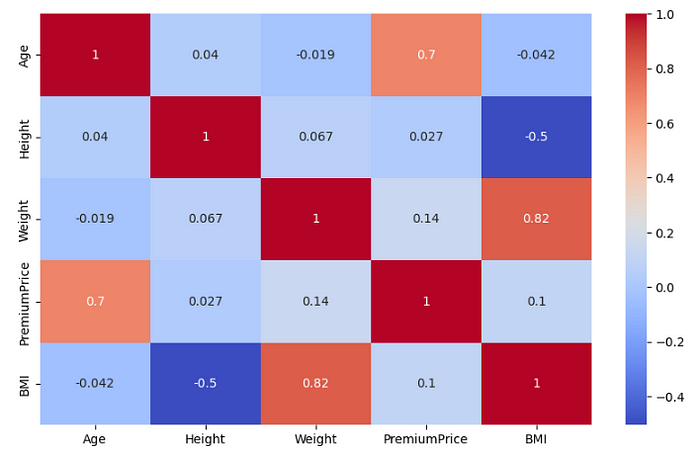 1.0
Age 1 0.04 -0.019 0.7 -0.042
0.8
Height 0.04 1 0.067 0.027 -0.5
0.6
0.4
Weight -0.019 0.067 1 0.14 0.82
0.2
PremiumPrice 0.7 0.027 0.14 1 0.1
0.0
−0.2
BMI -0.042 -0.5 0.82 0.1 1
−0.4
Age Height Weight PremiumPrice BMI